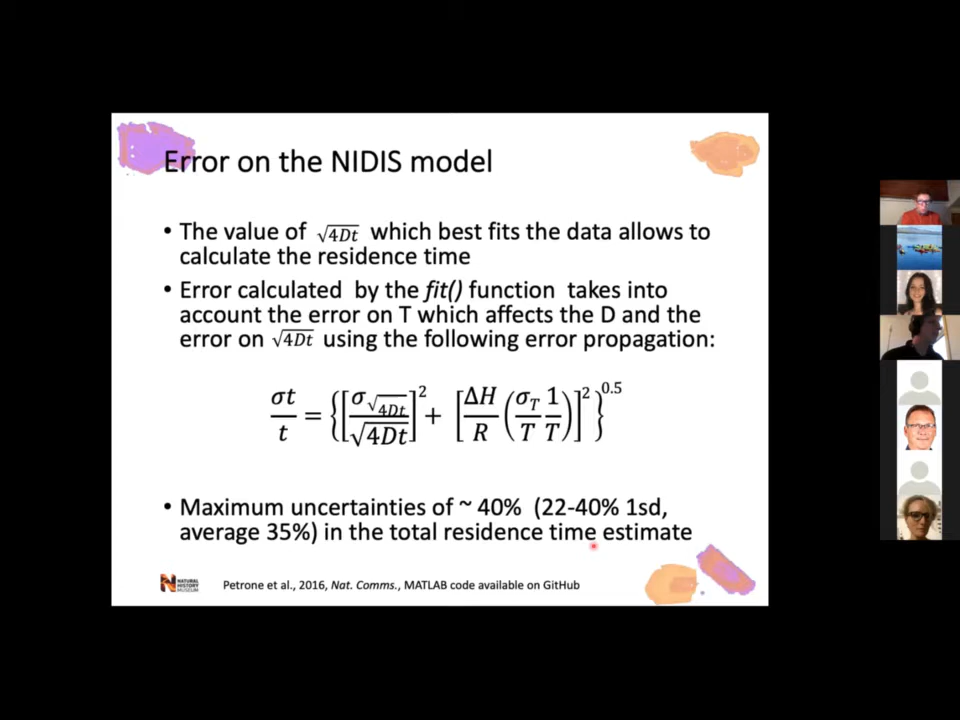 Error on the NIDIS model
• The value of √4Dt which best fits the data allows to
calculate the residence time
• Error calculated by the fit() function takes into
account the error on T which affects the D and the
error on √4Dt using the following error propagation:
σt/t = {[σ√4Dt/√4Dt]² + [ΔH/R (σT/T 1/T)]²}^0.5
• Maximum uncertainties of ~ 40% (22-40% 1sd,
average 35%) in the total residence time estimate
NATURAL
HISTORY
MUSEUM
Petrone et al., 2016, Nat. Comms., MATLAB code available on GitHub